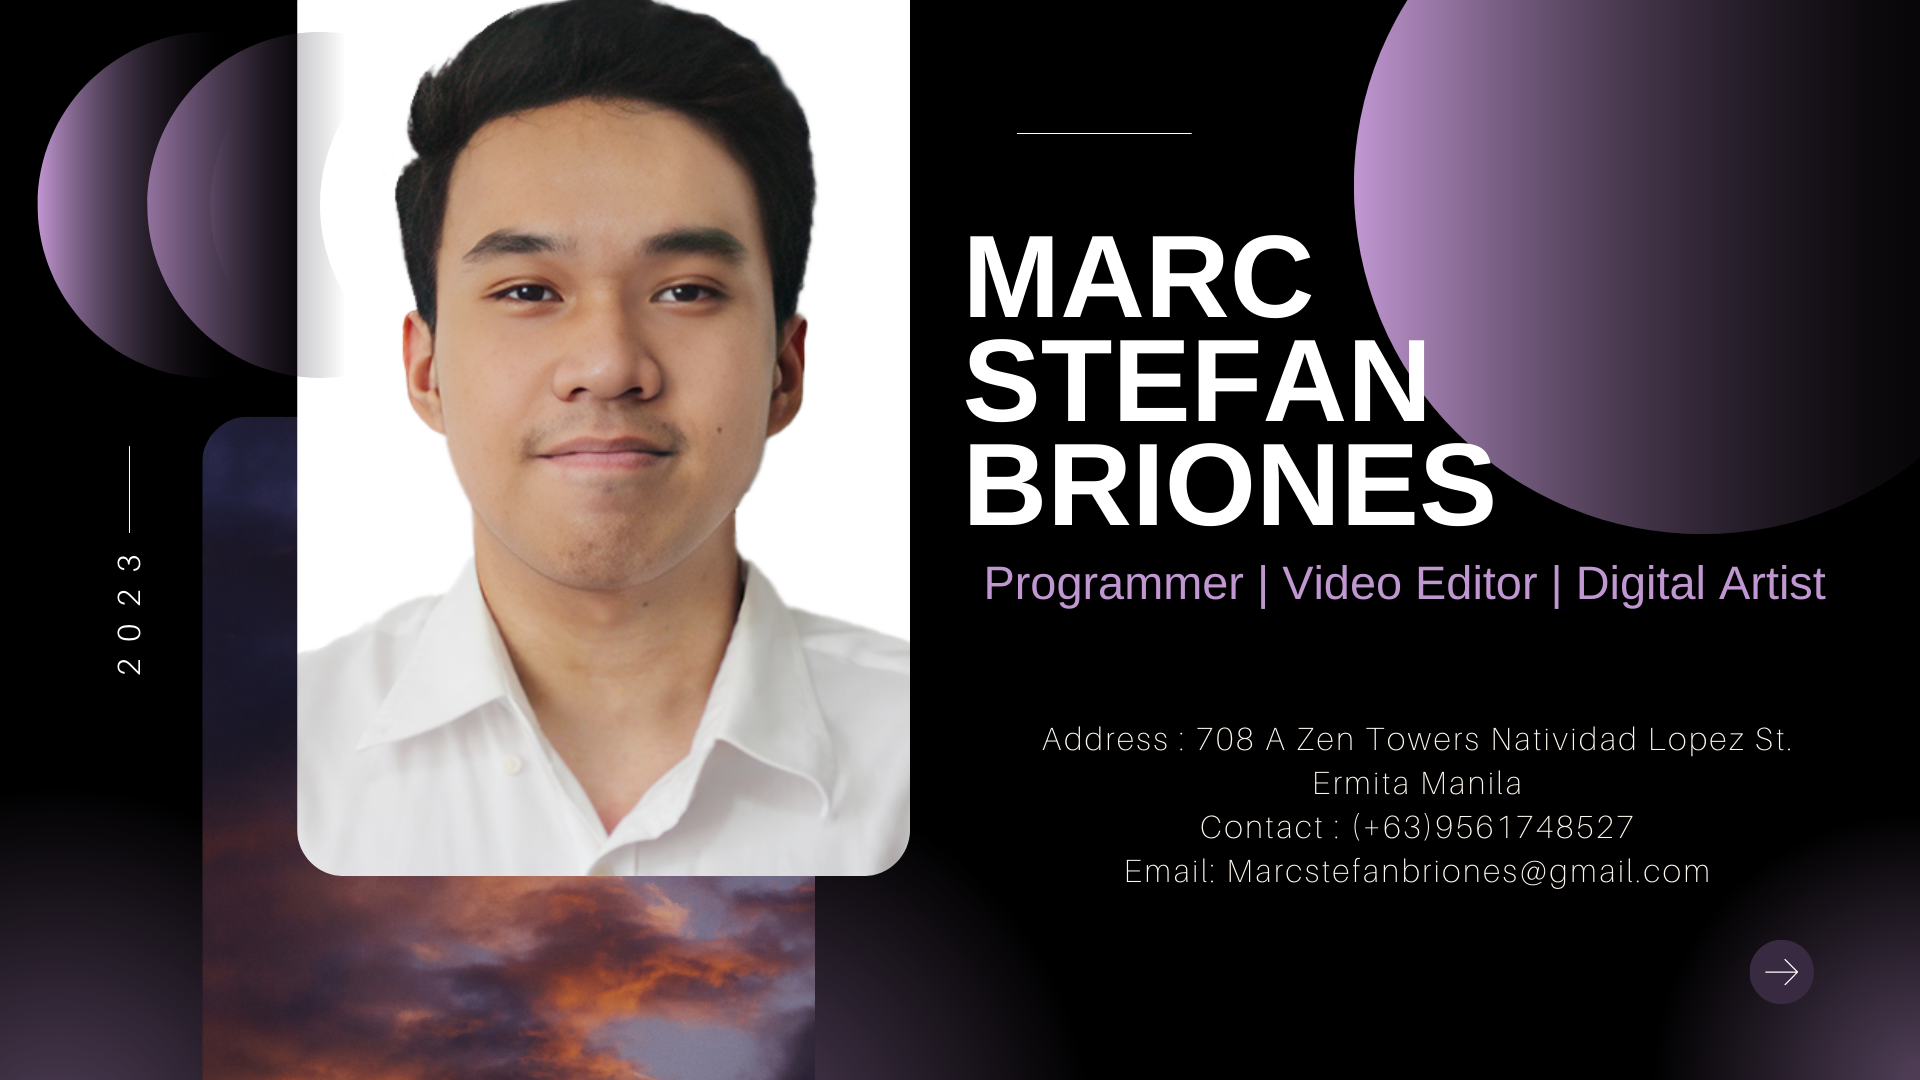 2023
MARC
STEFAN
BRIONES
Programmer | Video Editor | Digital Artist
Address : 708 A Zen Towers Natividad Lopez St.
Ermita Manila
Contact : (+63)9561748527
Email: Marcstefanbriones@gmail.com